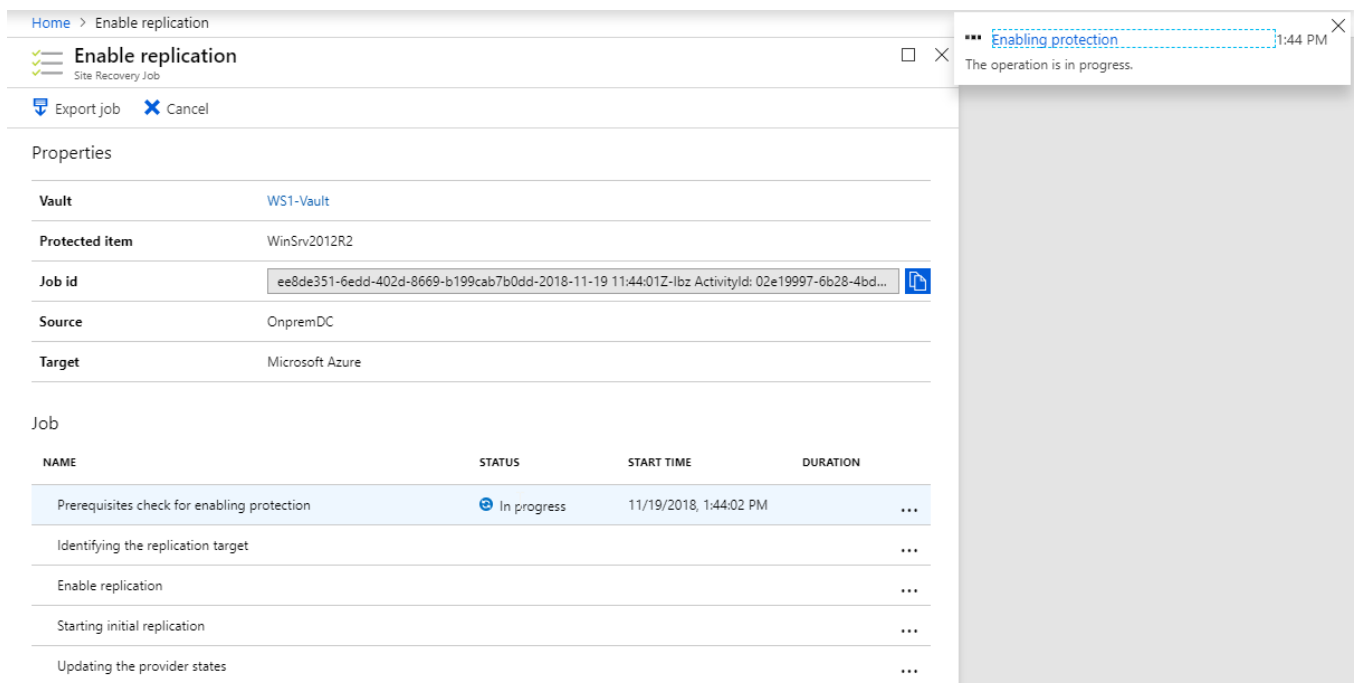 Home > Enable replication
Enable replication
Site Recovery Job
Export job Cancel
Enabling protection 1:44 PM
The operation is in progress.
Properties
Vault WS1-Vault
Protected item WinSrv2012R2
Job id ee8de351-6edd-402d-8669-b199cab7b0dd-2018-11-19 11:44:01Z-Ibz ActivityId: 02e19997-6b28-4bd...
Source OnpremDC
Target Microsoft Azure
Job
NAME STATUS START TIME DURATION
Prerequisites check for enabling protection In progress 11/19/2018, 1:44:02 PM ...
Identifying the replication target ...
Enable replication ...
Starting initial replication ...
Updating the provider states ...